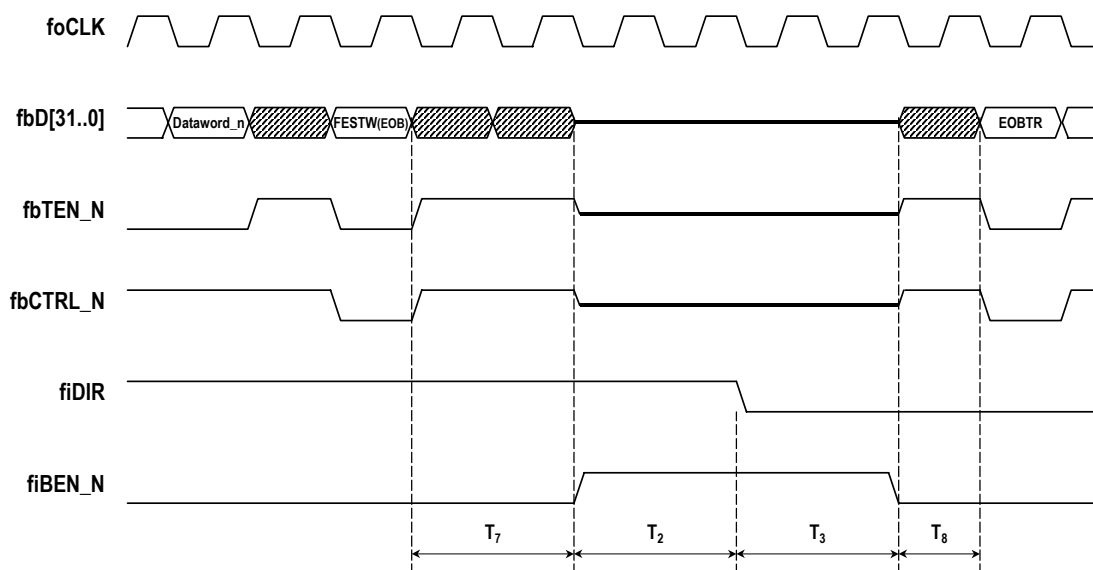 foCLK
fbD[31..0] Dataword_n FESTW(EOB) EOBTR
fbTEN_N
fbCTRL_N
fiDIR
fiBEN_N
T7 T2 T3 T8